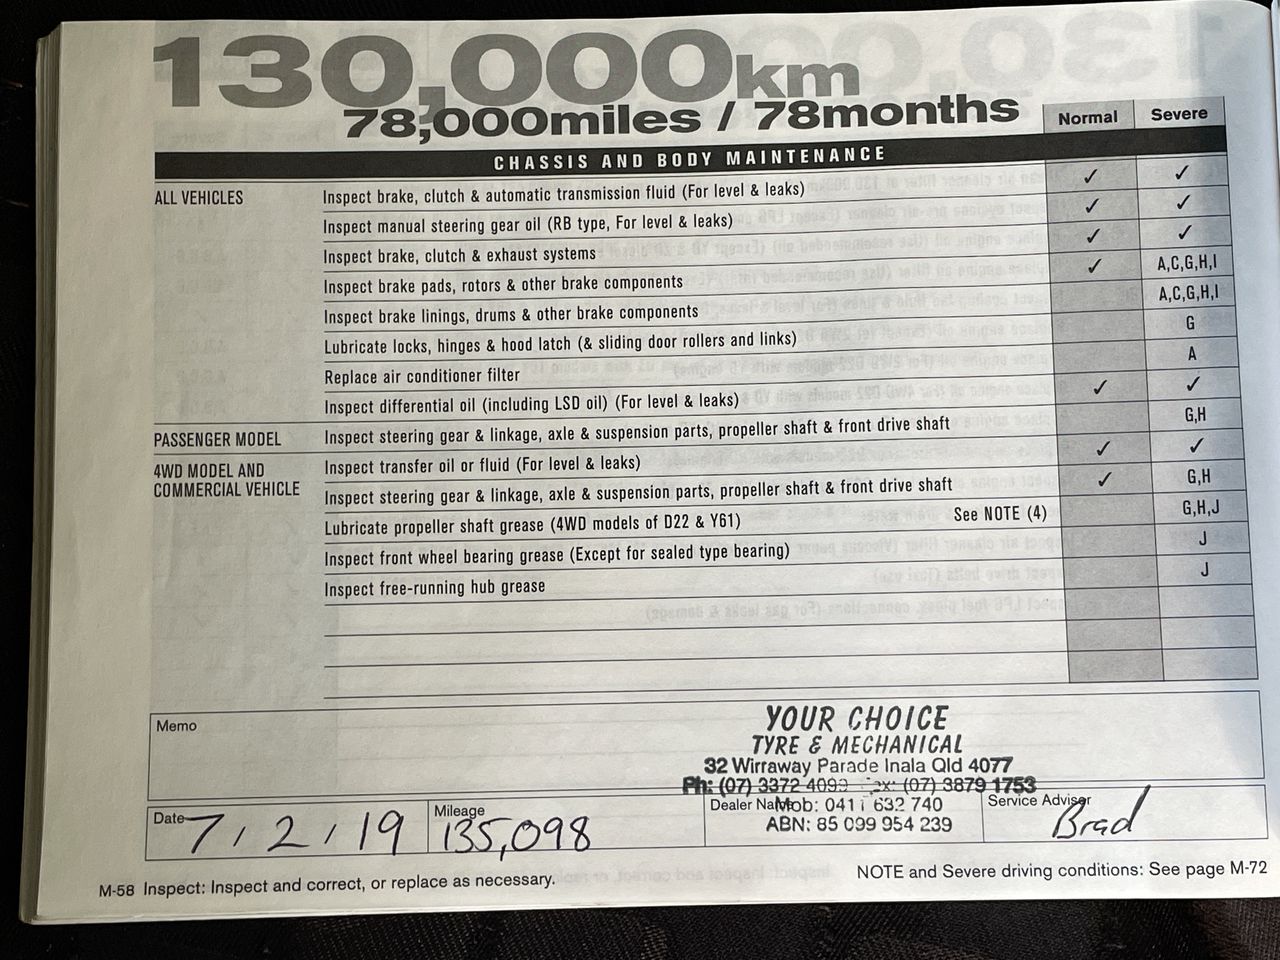 130,000km
78,000miles / 78months
Normal Severe
CHASSIS AND BODY MAINTENANCE
ALL VEHICLES Inspect brake, clutch & automatic transmission fluid (For level & leaks) ✓ ✓
Inspect manual steering gear oil (RB type, For level & leaks) ✓ ✓
Inspect brake, clutch & exhaust systems ✓ ✓
Inspect brake pads, rotors & other brake components ✓ A,C,G,H,I
Inspect brake linings, drums & other brake components A,C,G,H,I
Lubricate locks, hinges & hood latch (& sliding door rollers and links) G
Replace air conditioner filter A
Inspect differential oil (including LSD oil) (For level & leaks) ✓ ✓
PASSENGER MODEL Inspect steering gear & linkage, axle & suspension parts, propeller shaft & front drive shaft G,H
4WD MODEL AND Inspect transfer oil or fluid (For level & leaks) ✓ ✓
COMMERCIAL VEHICLE Inspect steering gear & linkage, axle & suspension parts, propeller shaft & front drive shaft ✓ G,H
Lubricate propeller shaft grease (4WD models of D22 & Y61) See NOTE (4) G,H,J
Inspect front wheel bearing grease (Except for sealed type bearing) J
Inspect free-running hub grease J
Memo
YOUR CHOICE
TYRE & MECHANICAL
32 Wirraway Parade Inala Qld 4077
Ph: (07) 3372 4099 Fax: (07) 3879 1753
Mob: 0411 632 740
ABN: 85 099 954 239
Date 7/2/19
Mileage 135,098
Dealer Name
Service Advisor Brad
M-58 Inspect: Inspect and correct, or replace as necessary.
NOTE and Severe driving conditions: See page M-72